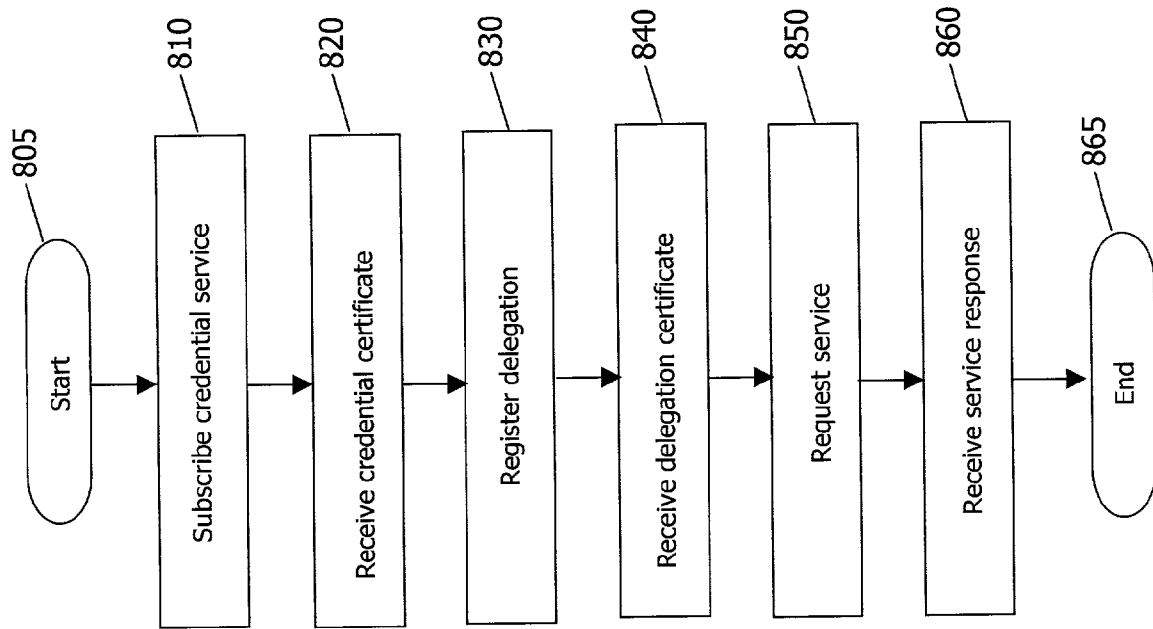 Start
805
Subscribe credential service
810
Receive credential certificate
820
Register delegation
830
Receive delegation certificate
840
Request service
850
Receive service response
860
End
865